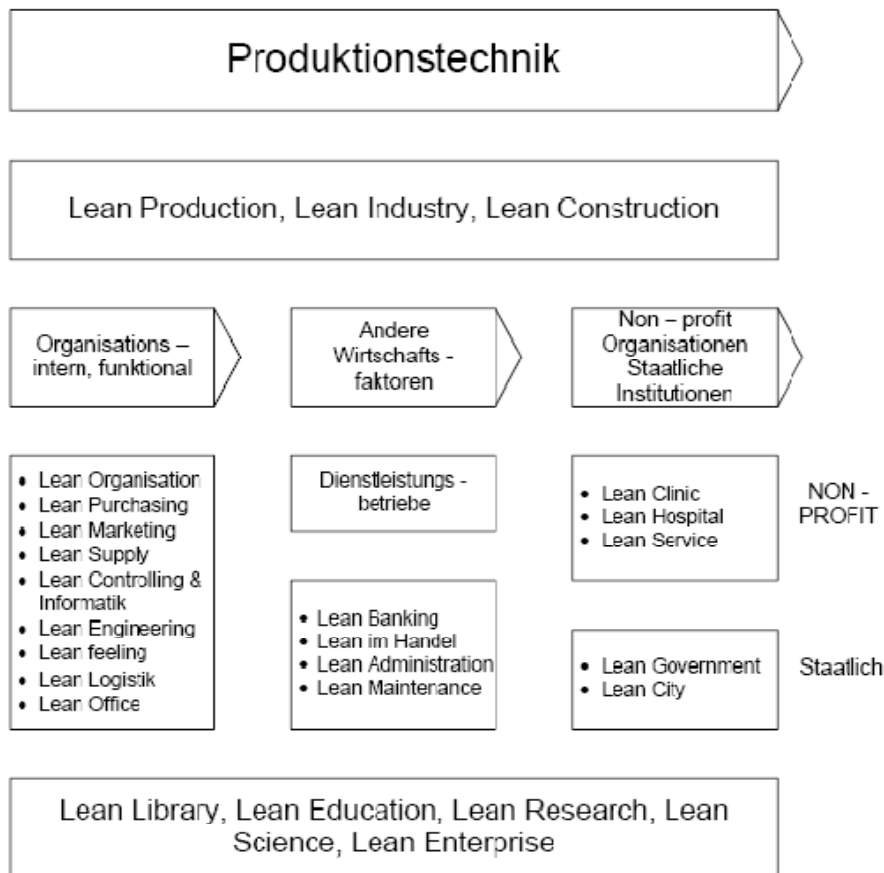 Produktionstechnik
Lean Production, Lean Industry, Lean Construction
Organisations –
intern, funktional
Andere
Wirtschafts -
faktoren
Non – profit
Organisationen
Staatliche
Institutionen
• Lean Organisation
• Lean Purchasing
• Lean Marketing
• Lean Supply
• Lean Controlling &
Informatik
• Lean Engineering
• Lean feeling
• Lean Logistik
• Lean Office
Dienstleistungs -
betriebe
• Lean Banking
• Lean im Handel
• Lean Administration
• Lean Maintenance
• Lean Clinic
• Lean Hospital
• Lean Service
NON -
PROFIT
• Lean Government
• Lean City
Staatlich
Lean Library, Lean Education, Lean Research, Lean
Science, Lean Enterprise